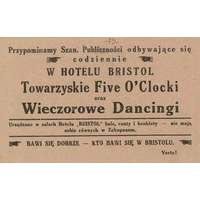 Przypominamy Szan. Publiczności odbywające się
codziennie
W HOTELU BRISTOL
Towarzyskie Five O'Clocki
oraz
Wieczorowe Dancingi
Urządzone w salach Hotelu „BRISTOL" bale, rauty i bankiety — nie mają
sobie równych w Zakopanem.
BAWI SIĘ DOBRZE — KTO BAWI SIĘ W BRISTOLU.
Verte!